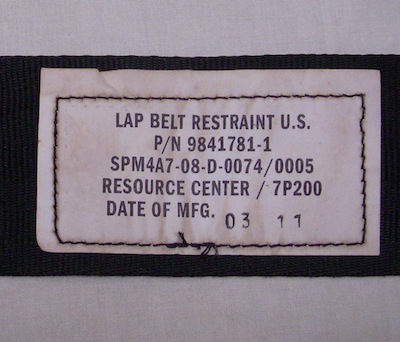 LAP BELT RESTRAINT U.S.
P/N 9841781-1
SPM4A7-08-D-0074/0005
RESOURCE CENTER / 7P200
DATE OF MFG. 03 11